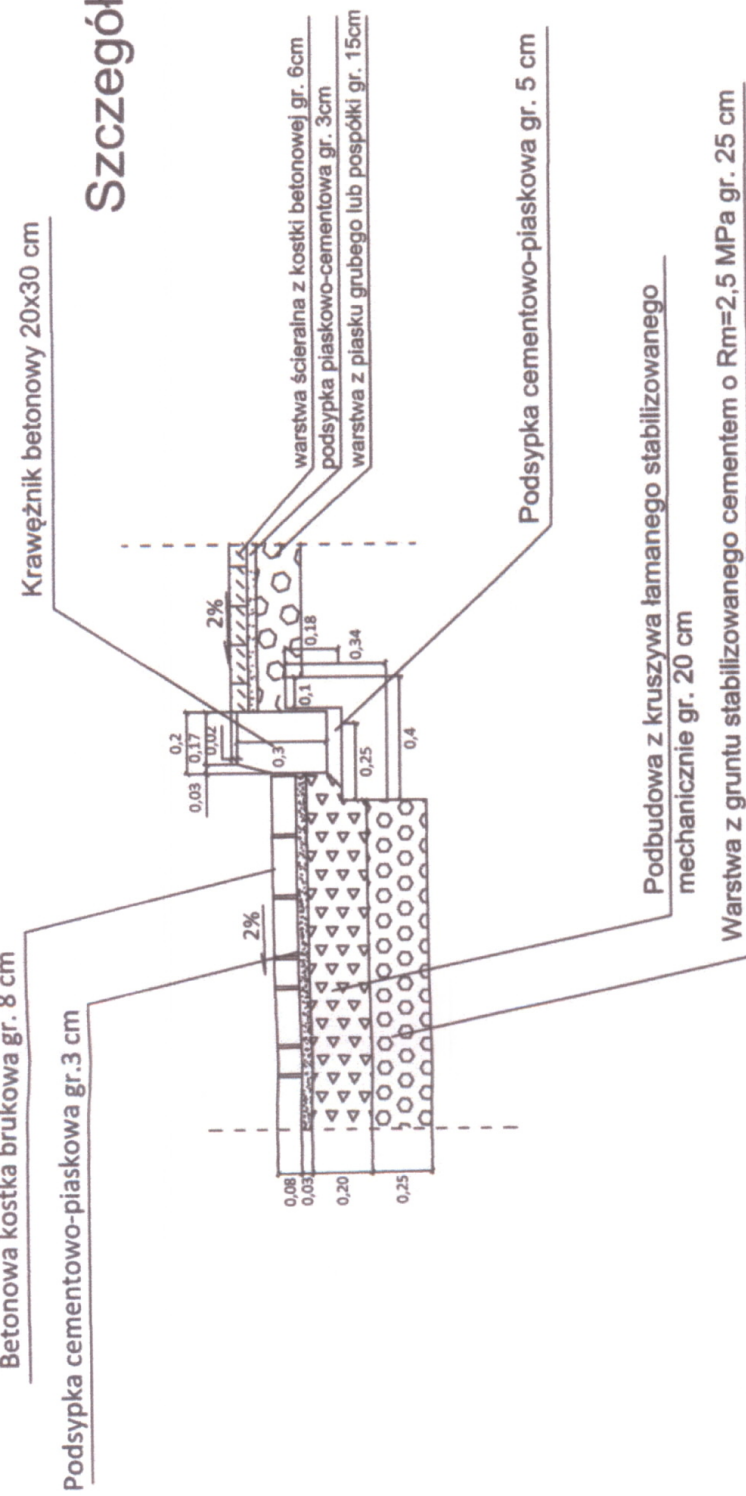 Szczegół
Krawężnik betonowy 20x30 cm
Betonowa kostka brukowa gr. 8 cm
Podsypka cementowo-piaskowa gr.3 cm
warstwa ścieralna z kostki betonowej gr. 6cm
podsypka piaskowo-cementowa gr. 3cm
warstwa z piasku grubego lub pospółki gr. 15cm
Podsypka cementowo-piaskowa gr. 5 cm
Podbudowa z kruszywa łamanego stabilizowanego
mechanicznie gr. 20 cm
Warstwa z gruntu stabilizowanego cementem o Rm=2,5 MPa gr. 25 cm
2%
2%
0,2
0,17
0,02
0,03
0,3
0,18
0,34
0,1
0,25
0,4
0,08
0,03
0,20
0,25